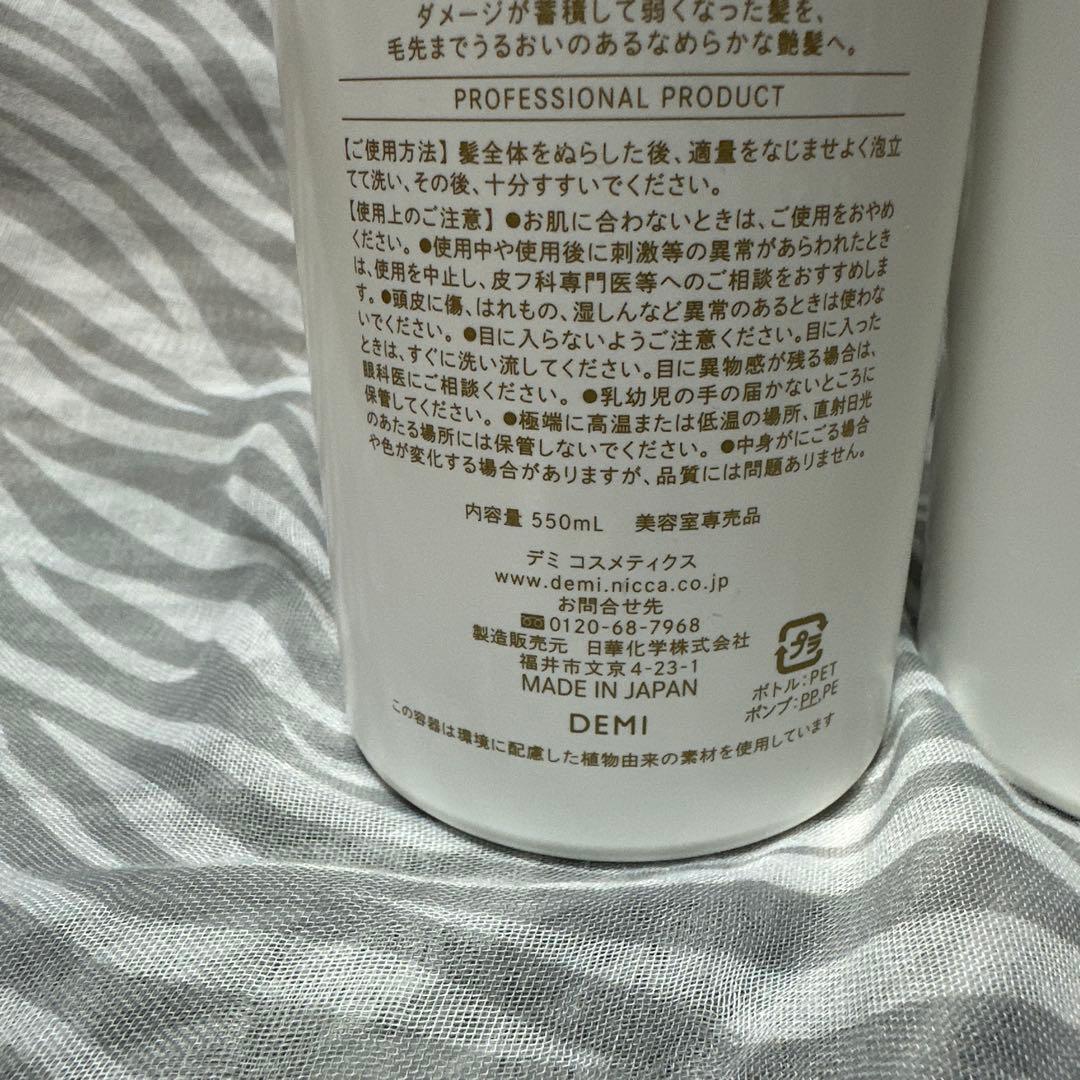 ダメージが蓄積して弱くなった髪を、
毛先までうるおいのあるなめらかな艶髪へ。
PROFESSIONAL PRODUCT
【ご使用方法】髪全体をぬらした後、適量をなじませよく泡立
てて洗い、その後、十分すすいでください。
【使用上のご注意】●お肌に合わないときは、ご使用をおやめ
ください。●使用中や使用後に刺激等の異常があらわれたとき
は、使用を中止し、皮フ科専門医等へのご相談をおすすめしま
す。●頭皮に傷、はれもの、湿しんなど異常のあるときは使わな
いでください。●目に入らないようご注意ください。目に入った
ときは、すぐに洗い流してください。目に異物感が残る場合は、
眼科医にご相談ください。●乳幼児の手の届かないところに
保管してください。●極端に高温または低温の場所、直射日光
のあたる場所には保管しないでください。●中身がにごる場合
や色が変化する場合がありますが、品質には問題ありません。
内容量 550mL 美容室専売品
デミ コスメティクス
www.demi.nicca.co.jp
お問合せ先
0120-68-7968
製造販売元 日華化学株式会社
福井市文京4-23-1
MADE IN JAPAN
DEMI
プラ
ボトル:PET
ポンプ:PP,PE
この容器は環境に配慮した植物由来の素材を使用しています